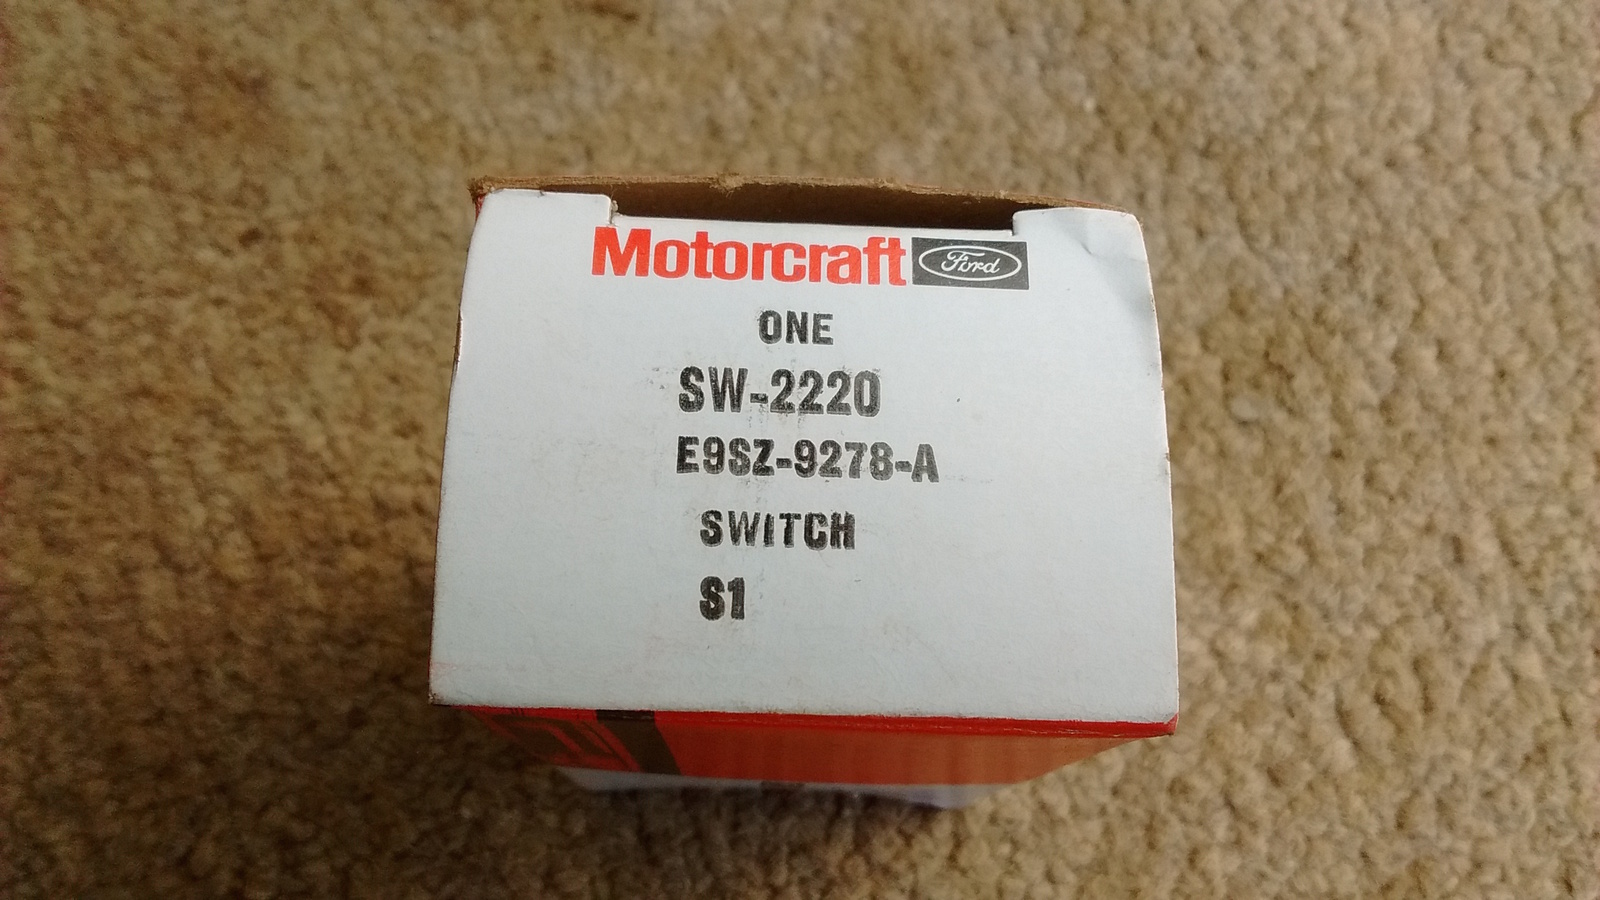 Motorcraft Ford
ONE
SW-2220
E9SZ-9278-A
SWITCH
S1